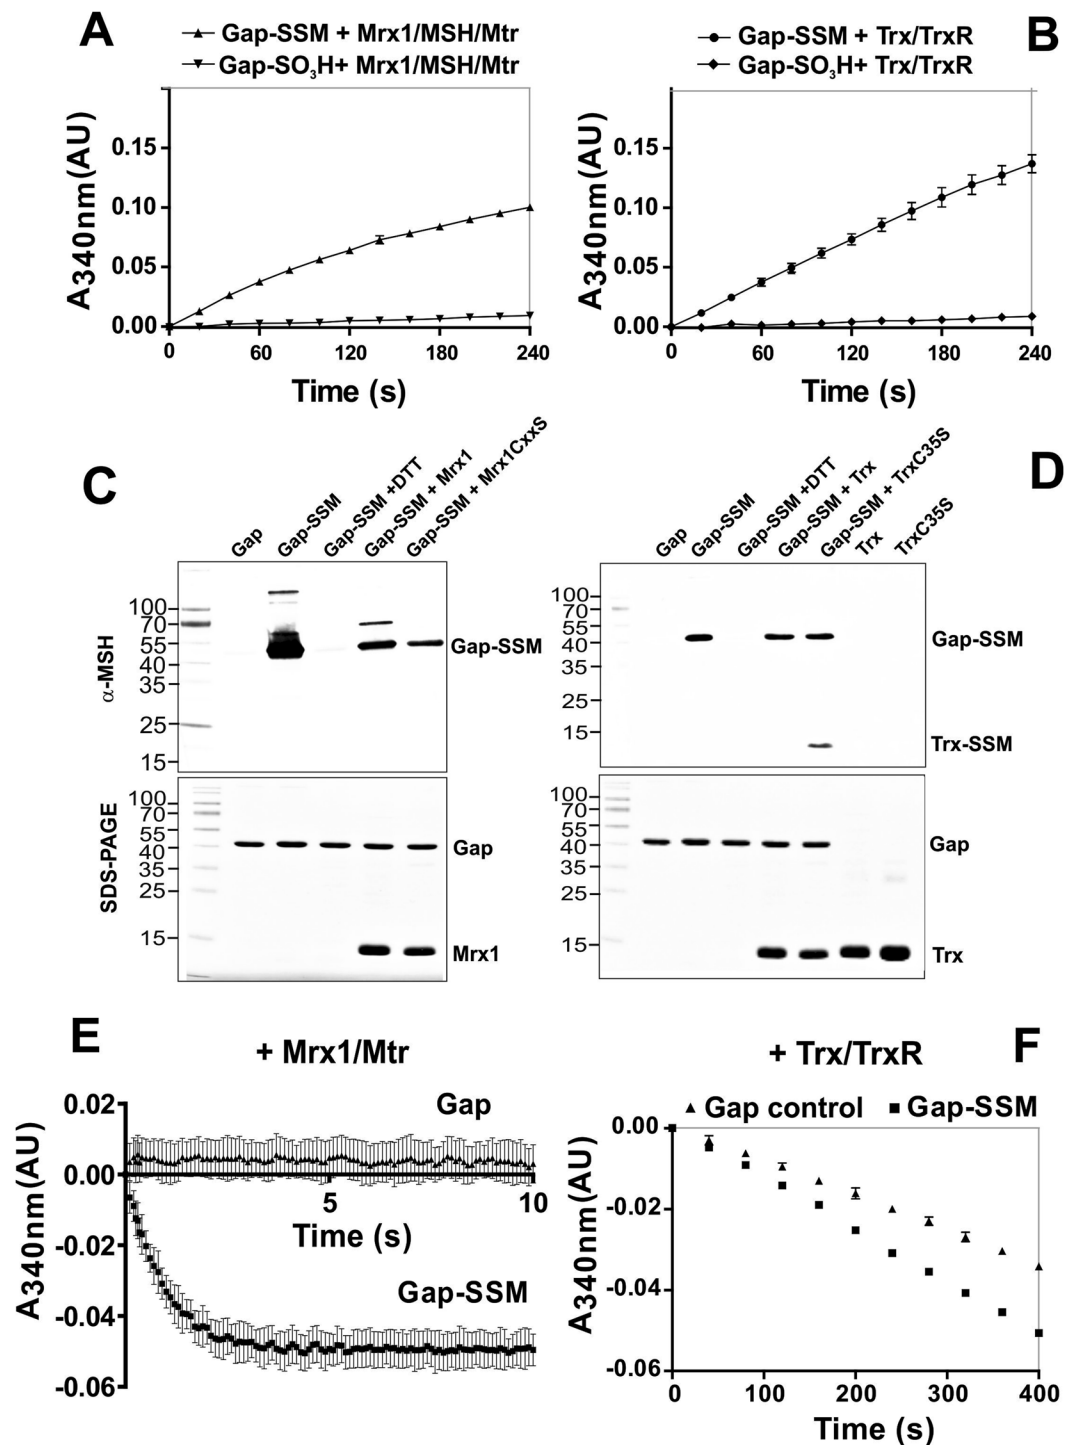 A
Gap-SSM + Mrx1/MSH/Mtr
Gap-SO3H+ Mrx1/MSH/Mtr
A340nm(AU)
0.15
0.10
0.05
0.00
0 60 120 180 240
Time (s)
B
Gap-SSM + Trx/TrxR
Gap-SO3H+ Trx/TrxR
A340nm(AU)
0.15
0.10
0.05
0.00
0 60 120 180 240
Time (s)
C
Gap
Gap-SSM
Gap-SSM +DTT
Gap-SSM + Mrx1
Gap-SSM + Mrx1CxxS
α-MSH
100
70
55
40
35
25
15
Gap-SSM
SDS-PAGE
100
70
55
40
35
25
15
Gap
Mrx1
D
Gap
Gap-SSM
Gap-SSM +DTT
Gap-SSM + Trx
Gap-SSM + TrxC35S
Trx
TrxC35S
100
70
55
40
35
25
15
Gap-SSM
Trx-SSM
100
70
55
40
35
25
15
Gap
Trx
E
+ Mrx1/Mtr
A340nm(AU)
0.02
0.00
-0.02
-0.04
-0.06
Gap
5 10
Time (s)
Gap-SSM
F
+ Trx/TrxR
Gap control Gap-SSM
A340nm(AU)
0.00
-0.02
-0.04
-0.06
0 100 200 300 400
Time (s)